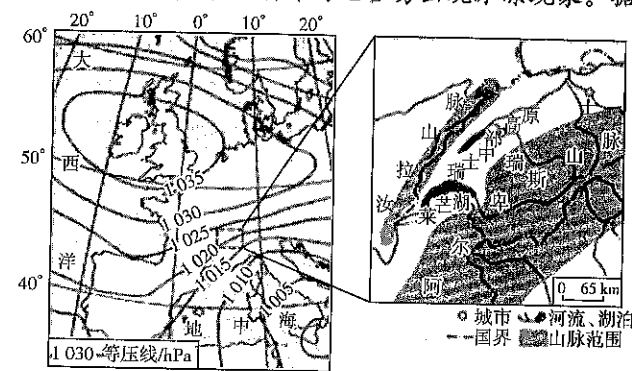 20° 10° 0° 10° 20°
60°
50°
40°
大
西
洋
1 035
1 030
1 025
1 020
1 015
1 010
1 005
地 中 海
1 030 等压线/hPa
汝 拉 山 脉
瑞 士 中 部 高 原
莱 芒 湖
阿 尔 卑 斯 山 脉
瑞 士
0 65 km
城市 河流、湖泊
国界 山脉范围